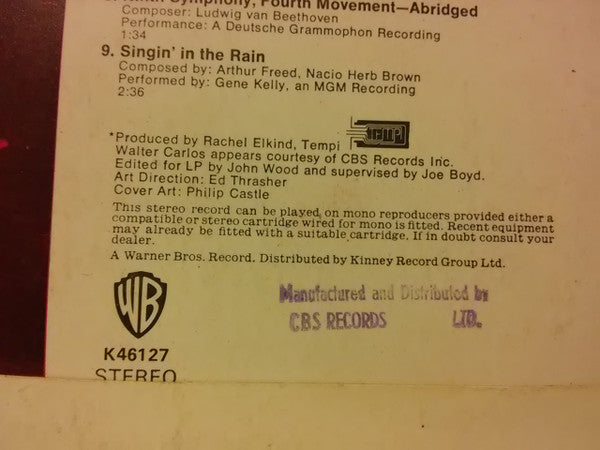 Symphony, Fourth Movement—Abridged
Composer: Ludwig van Beethoven
Performance: A Deutsche Grammophon Recording
1:34
9. Singin' in the Rain
Composed by: Arthur Freed, Nacio Herb Brown
Performed by: Gene Kelly, an MGM Recording
2:36
*Produced by Rachel Elkind, Tempi TEMPI
Walter Carlos appears courtesy of CBS Records Inc.
Edited for LP by John Wood and supervised by Joe Boyd.
Art Direction: Ed Thrasher
Cover Art: Philip Castle
This stereo record can be played on mono reproducers provided either a
compatible or stereo cartridge wired for mono is fitted. Recent equipment
may already be fitted with a suitable cartridge. If in doubt consult your
dealer.
A Warner Bros. Record. Distributed by Kinney Record Group Ltd.
WB
Manufactured and Distributed by
CBS RECORDS LTD.
K46127
STEREO